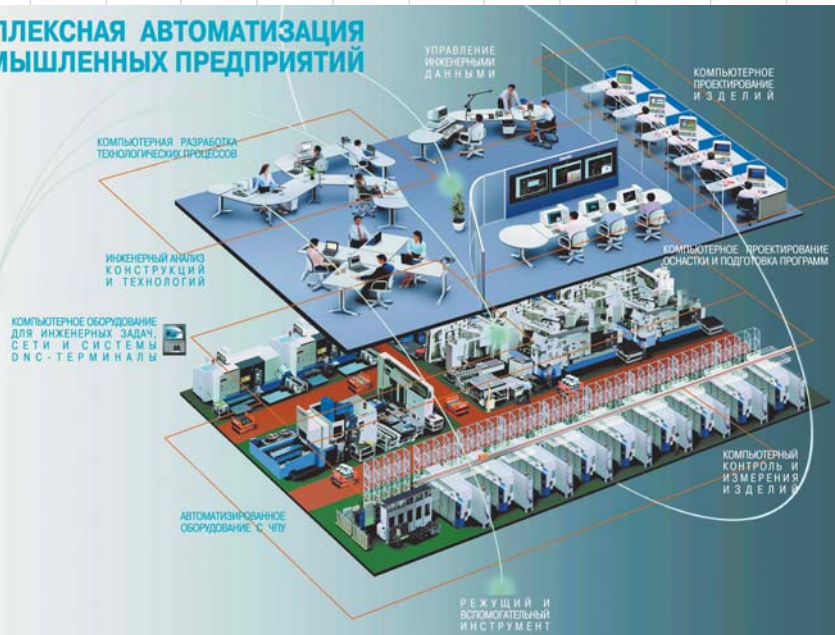 ПЛЕКСНАЯ АВТОМАТИЗАЦИЯ
МЫШЛЕННЫХ ПРЕДПРИЯТИЙ
УПРАВЛЕНИЕ
ИНЖЕНЕРНЫМИ
ДАННЫМИ
КОМПЬЮТЕРНОЕ
ПРОЕКТИРОВАНИЕ
ИЗДЕЛИЙ
КОМПЬЮТЕРНАЯ РАЗРАБОТКА
ТЕХНОЛОГИЧЕСКИХ ПРОЦЕССОВ
ИНЖЕНЕРНЫЙ АНАЛИЗ
КОНСТРУКЦИЙ
И ТЕХНОЛОГИЙ
КОМПЬЮТЕРНОЕ ПРОЕКТИРОВАНИЕ
ОСНАСТКИ И ПОДГОТОВКА ПРОГРАММ
КОМПЬЮТЕРНОЕ ОБОРУДОВАНИЕ
ДЛЯ ИНЖЕНЕРНЫХ ЗАДАЧ,
СЕТИ И СИСТЕМЫ
DNC-ТЕРМИНАЛЫ
КОМПЬЮТЕРНЫЙ
КОНТРОЛЬ И
ИЗМЕРЕНИЯ
ИЗДЕЛИЙ
АВТОМАТИЗИРОВАННОЕ
ОБОРУДОВАНИЕ С ЧПУ
РЕЖУЩИЙ И
ВСПОМОГАТЕЛЬНЫЙ
ИНСТРУМЕНТ